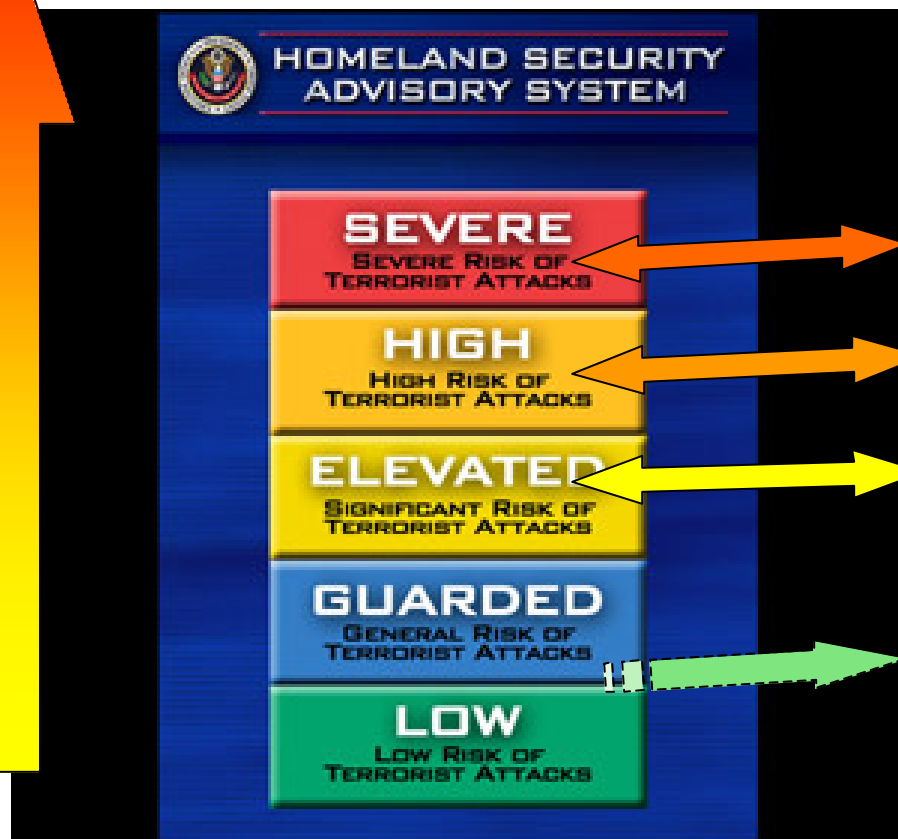 HOMELAND SECURITY
ADVISORY SYSTEM
SEVERE
SEVERE RISK OF
TERRORIST ATTACKS
HIGH
HIGH RISK OF
TERRORIST ATTACKS
ELEVATED
SIGNIFICANT RISK OF
TERRORIST ATTACKS
GUARDED
GENERAL RISK OF
TERRORIST ATTACKS
LOW
LOW RISK OF
TERRORIST ATTACKS